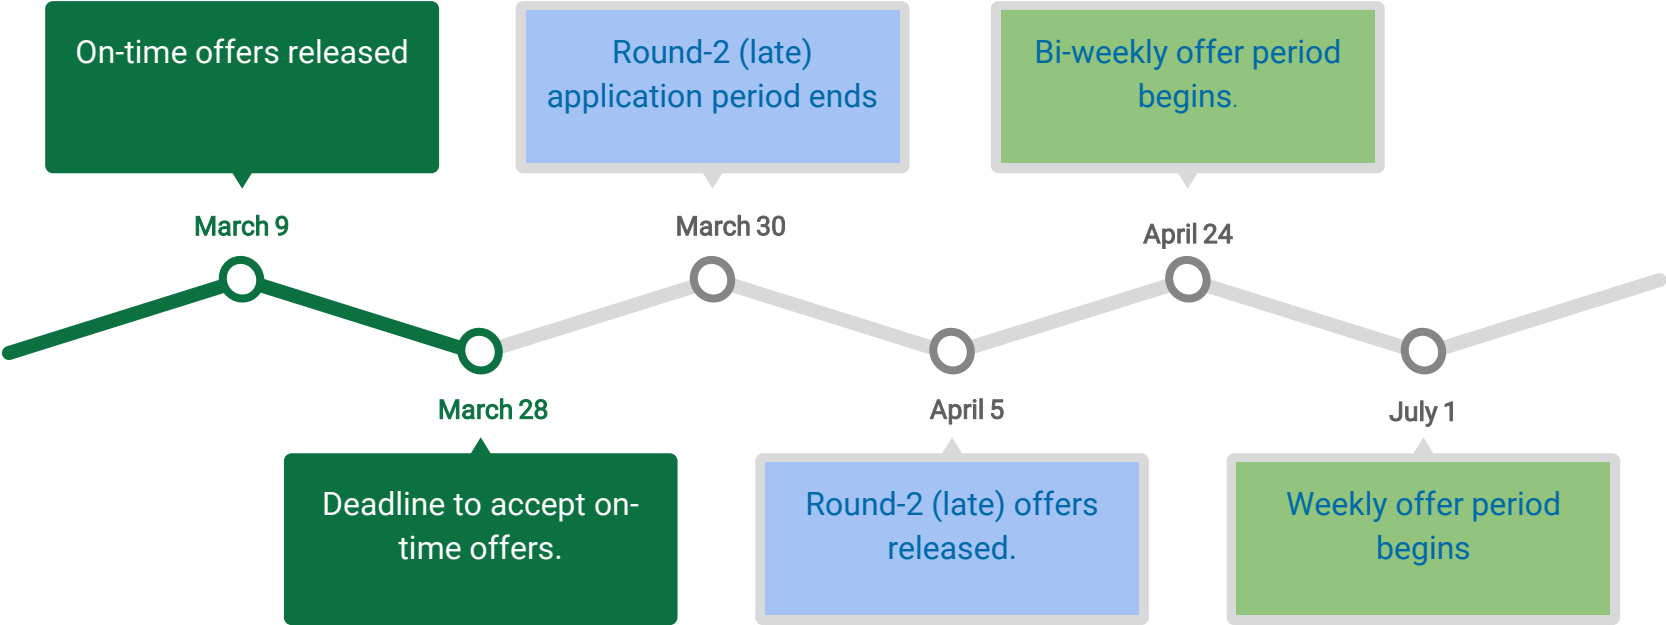 On-time offers released
Round-2 (late)
application period ends
Bi-weekly offer period
begins.
March 9
March 30
April 24
March 28
April 5
July 1
Deadline to accept on-
time offers.
Round-2 (late) offers
released.
Weekly offer period
begins